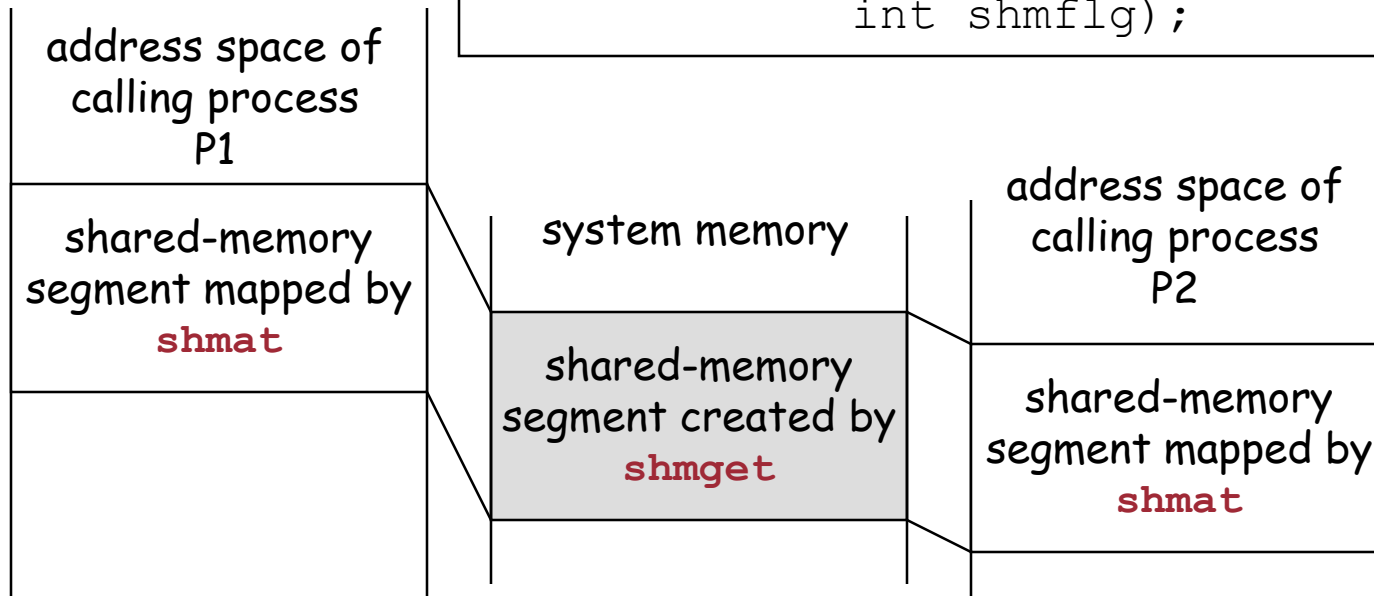 int shmflg);
address space of
calling process
P1
shared-memory
segment mapped by
shmat
system memory
shared-memory
segment created by
shmget
address space of
calling process
P2
shared-memory
segment mapped by
shmat